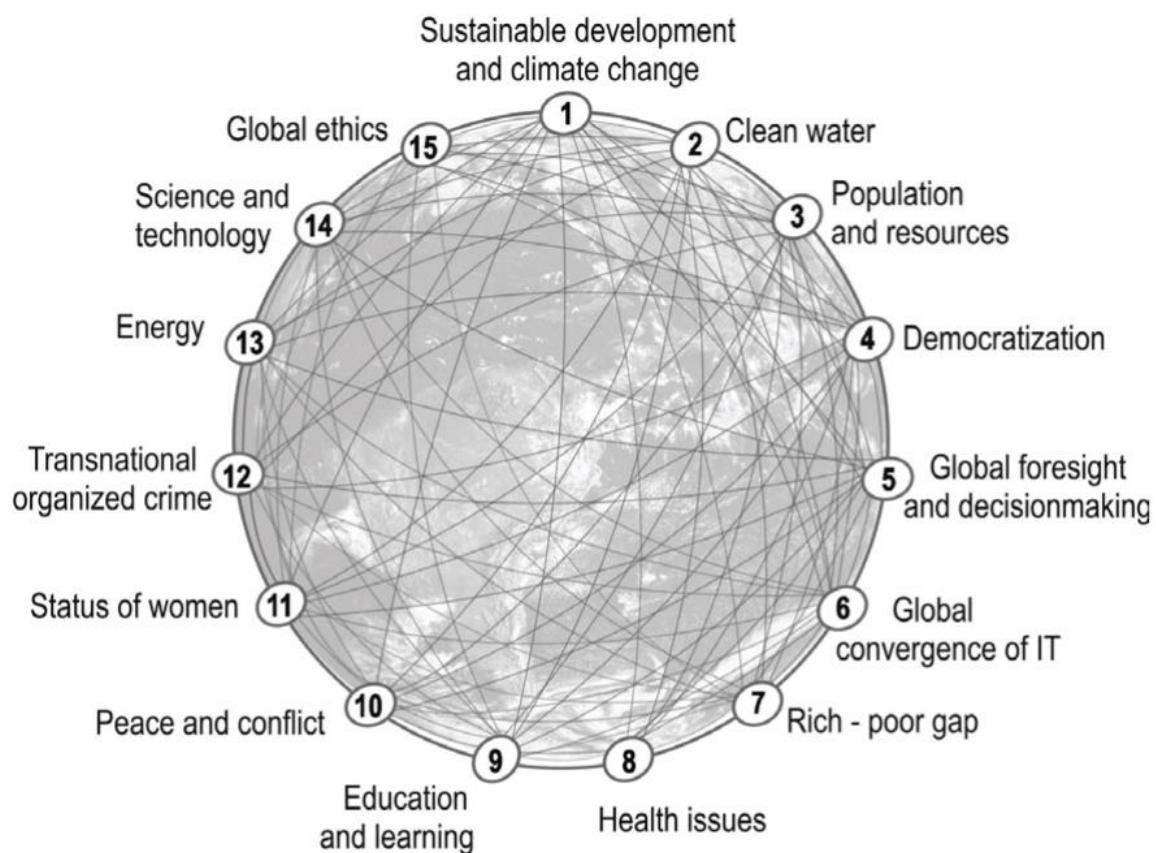 Sustainable development
and climate change
1
2
Clean water
3
Population
and resources
4
Democratization
5
Global foresight
and decisionmaking
6
Global
convergence of IT
7
Rich - poor gap
8
Health issues
9
Education
and learning
10
Peace and conflict
11
Status of women
12
Transnational
organized crime
13
Energy
14
Science and
technology
15
Global ethics